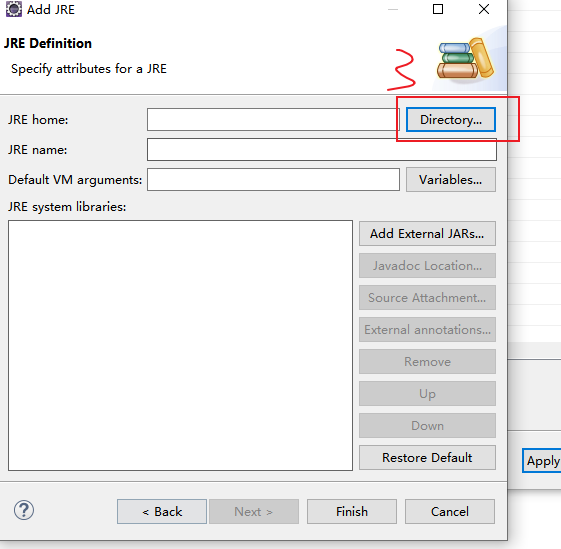 Add JRE
JRE Definition
Specify attributes for a JRE
3
JRE home:
Directory...
JRE name:
Default VM arguments:
Variables...
JRE system libraries:
Add External JARs...
Javadoc Location...
Source Attachment...
External annotations...
Remove
Up
Down
Restore Default
Apply
?
< Back
Next >
Finish
Cancel